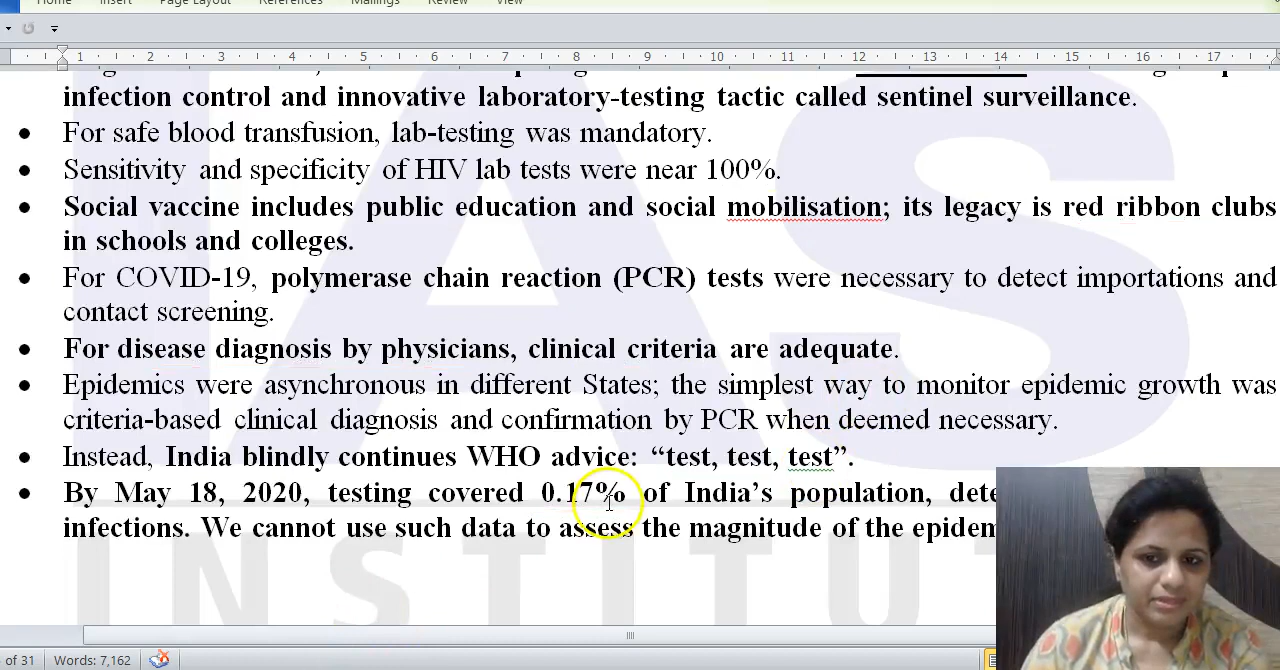 Home Insert Page Layout References Mailings Review View
1 2 3 4 5 6 7 8 9 10 11 12 13 14 15 16 17
infection control and innovative laboratory-testing tactic called sentinel surveillance.
• For safe blood transfusion, lab-testing was mandatory.
• Sensitivity and specificity of HIV lab tests were near 100%.
• Social vaccine includes public education and social mobilisation; its legacy is red ribbon clubs
in schools and colleges.
• For COVID-19, polymerase chain reaction (PCR) tests were necessary to detect importations and
contact screening.
• For disease diagnosis by physicians, clinical criteria are adequate.
• Epidemics were asynchronous in different States; the simplest way to monitor epidemic growth was
criteria-based clinical diagnosis and confirmation by PCR when deemed necessary.
• Instead, India blindly continues WHO advice: “test, test, test”.
• By May 18, 2020, testing covered 0.17% of India’s population,
infections. We cannot use such data to assess the magnitude of the
IAS
INSTITU
of 31 Words: 7,162